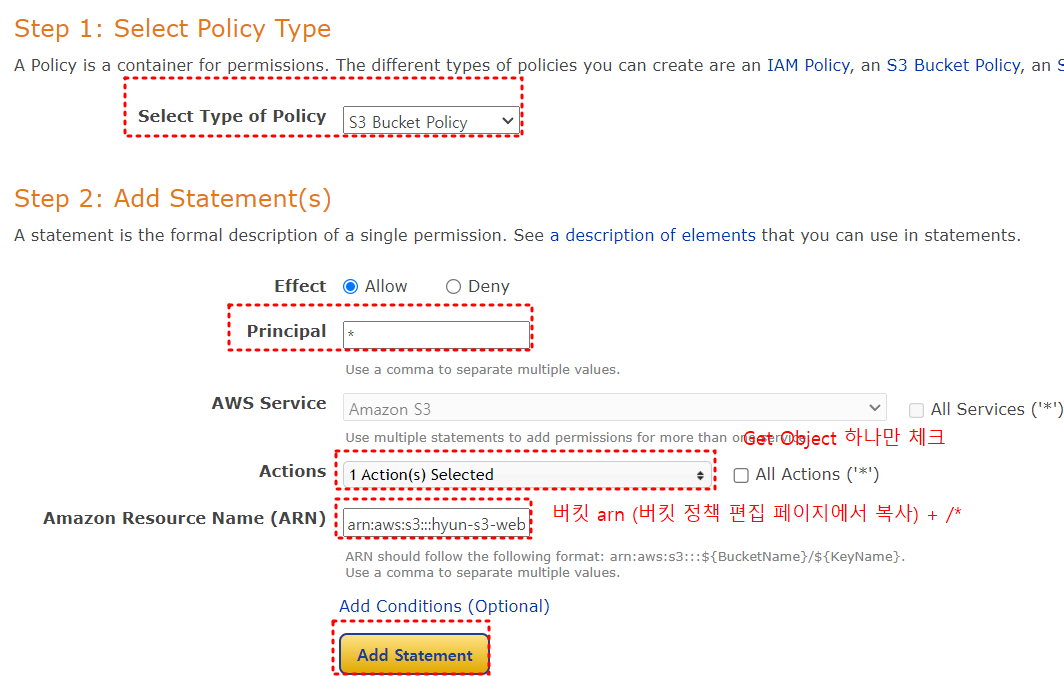 Step 1: Select Policy Type
A Policy is a container for permissions. The different types of policies you can create are an IAM Policy, an S3 Bucket Policy, an S
Select Type of Policy S3 Bucket Policy
Step 2: Add Statement(s)
A statement is the formal description of a single permission. See a description of elements that you can use in statements.
Effect Allow Deny
Principal *
Use a comma to separate multiple values.
AWS Service Amazon S3 All Services ('*')
Use multiple statements to add permissions for more than one service.
Get Object 하나만 체크
Actions 1 Action(s) Selected All Actions ('*')
Amazon Resource Name (ARN) arn:aws:s3:::hyun-s3-web
버킷 arn (버킷 정책 편집 페이지에서 복사) + /*
ARN should follow the following format: arn:aws:s3:::${BucketName}/${KeyName}.
Use a comma to separate multiple values.
Add Conditions (Optional)
Add Statement